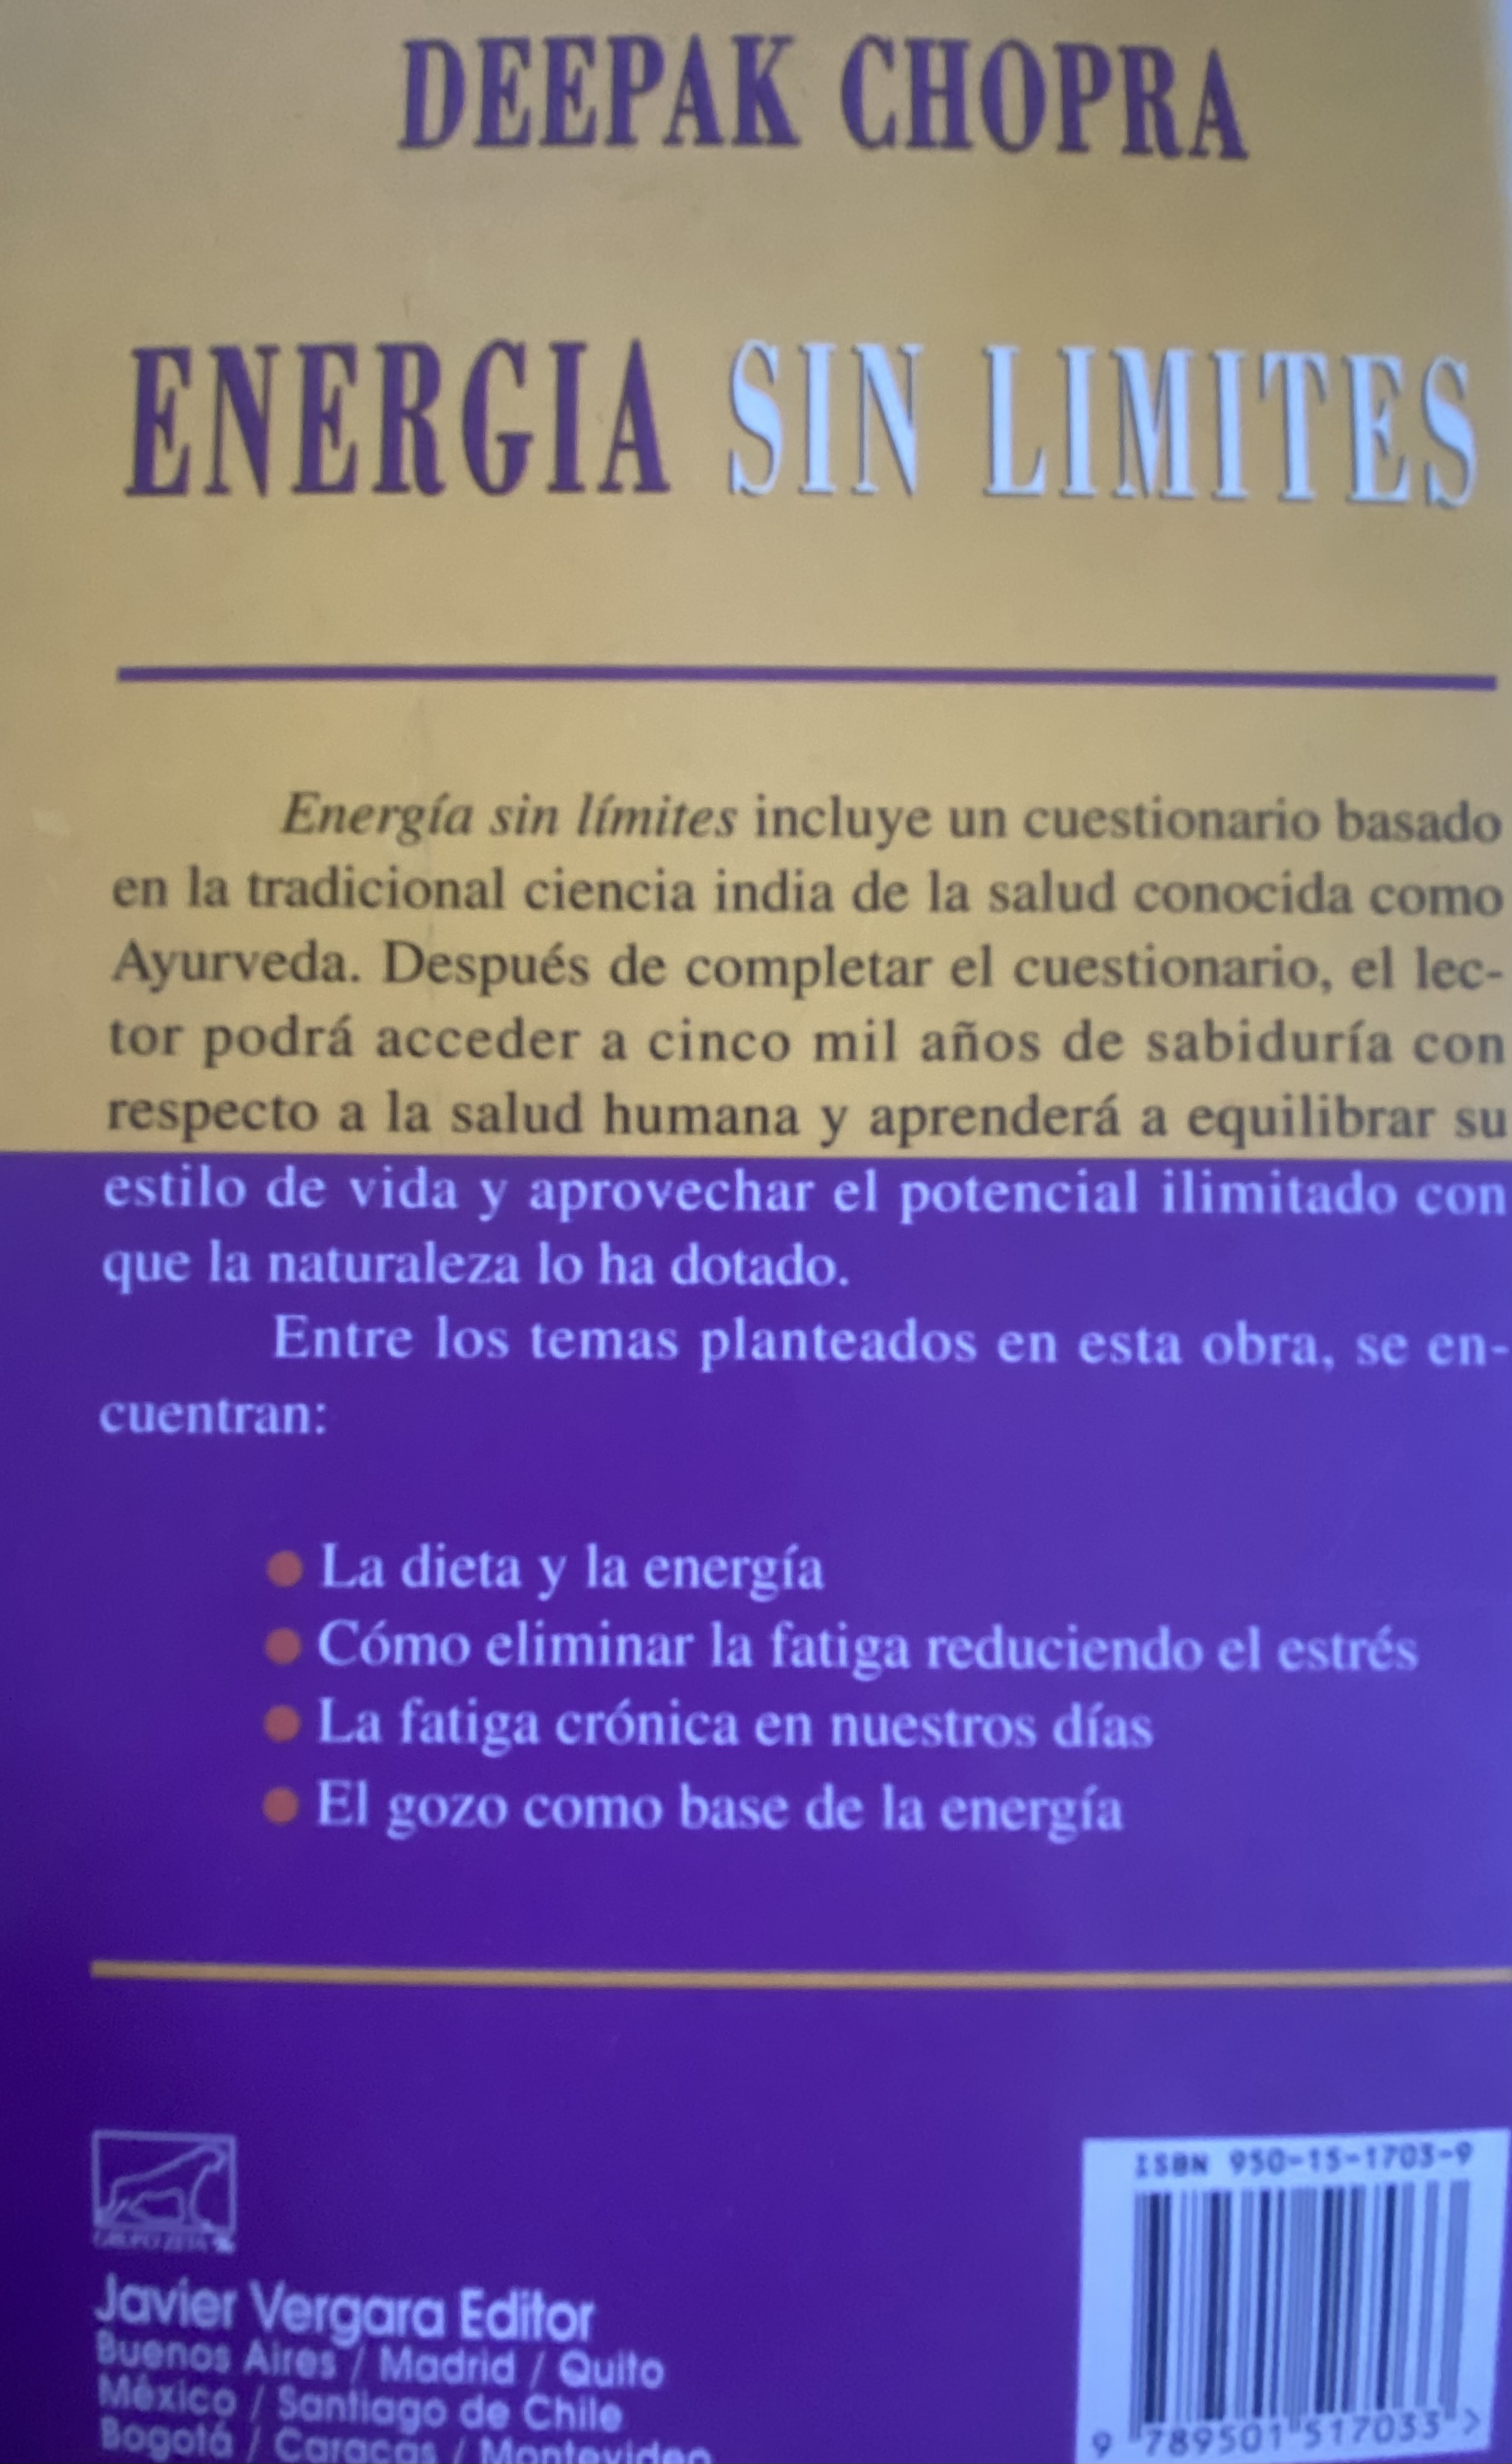 DEEPAK CHOPRA
ENERGIA SIN LIMITES
Energía sin límites incluye un cuestionario basado
en la tradicional ciencia india de la salud conocida como
Ayurveda. Después de completar el cuestionario, el lec-
tor podrá acceder a cinco mil años de sabiduría con
respecto a la salud humana y aprenderá a equilibrar su
estilo de vida y aprovechar el potencial ilimitado con
que la naturaleza lo ha dotado.
Entre los temas planteados en esta obra, se en-
cuentran:
● La dieta y la energía
● Cómo eliminar la fatiga reduciendo el estrés
● La fatiga crónica en nuestros días
● El gozo como base de la energía
GRUPO ZETA
Javier Vergara Editor
Buenos Aires / Madrid / Quito
México / Santiago de Chile
Bogotá / Caracas / Montevideo
ISBN 950-15-1703-9
9 789501 517033 >